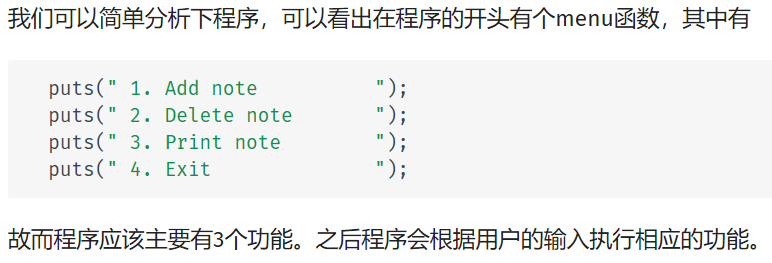 我们可以简单分析下程序，可以看出在程序的开头有个menu函数，其中有
puts(" 1. Add note          ");
puts(" 2. Delete note       ");
puts(" 3. Print note        ");
puts(" 4. Exit              ");
故而程序应该主要有3个功能。之后程序会根据用户的输入执行相应的功能。